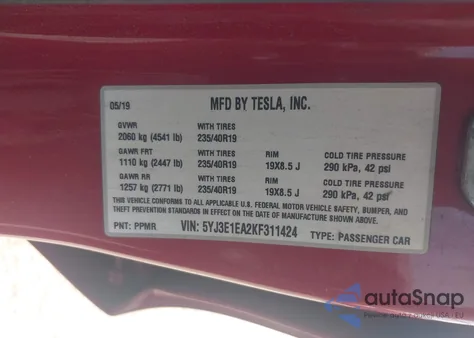 05/19 MFD BY TESLA, INC.
GVWR WITH TIRES
2060 kg (4541 lb) 235/40R19
GAWR FRT WITH TIRES RIM COLD TIRE PRESSURE
1110 kg (2447 lb) 235/40R19 19X8.5 J 290 kPa, 42 psi
GAWR RR WITH TIRES RIM COLD TIRE PRESSURE
1257 kg (2771 lb) 235/40R19 19X8.5 J 290 kPa, 42 psi
THIS VEHICLE CONFORMS TO ALL APPLICABLE U.S.
FEDERAL MOTOR VEHICLE SAFETY, BUMPER, AND
THEFT PREVENTION STANDARDS IN EFFECT ON THE DATE
OF MANUFACTURE SHOWN ABOVE.
PNT: PPMR VIN: 5YJ3E1EA2KF311424 TYPE: PASSENGER CAR
autoSnap